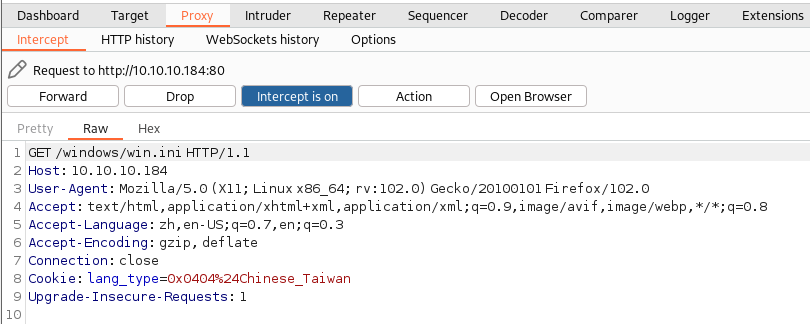 Dashboard Target Proxy Intruder Repeater Sequencer Decoder Comparer Logger Extensions
Intercept HTTP history WebSockets history Options
Request to http://10.10.10.184:80
Forward Drop Intercept is on Action Open Browser
Pretty Raw Hex
1 GET /windows/win.ini HTTP/1.1
2 Host: 10.10.10.184
3 User-Agent: Mozilla/5.0 (X11; Linux x86_64; rv:102.0) Gecko/20100101 Firefox/102.0
4 Accept: text/html,application/xhtml+xml,application/xml;q=0.9,image/avif,image/webp,*/*;q=0.8
5 Accept-Language: zh,en-US;q=0.7,en;q=0.3
6 Accept-Encoding: gzip, deflate
7 Connection: close
8 Cookie: lang_type=0x0404%24Chinese_Taiwan
9 Upgrade-Insecure-Requests: 1
10